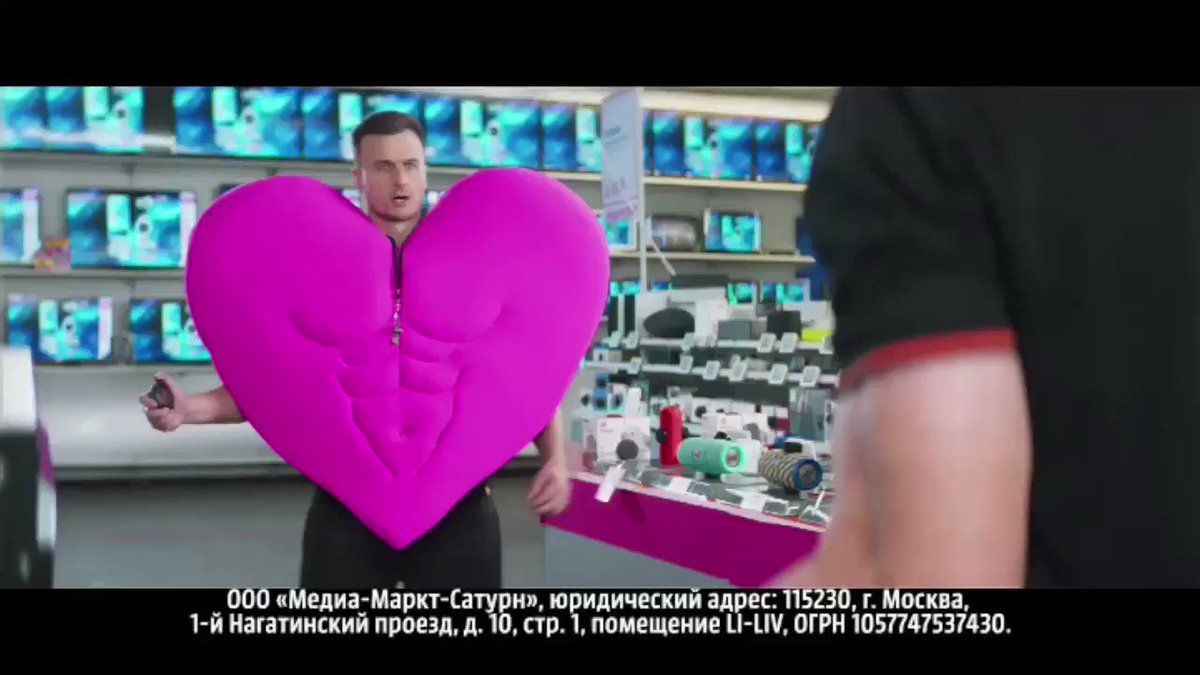 ООО «Медиа-Маркт-Сатурн», юридический адрес: 115230, г. Москва,
1-й Нагатинский проезд, д. 10, стр. 1, помещение LI-LIV, ОГРН 1057747537430.